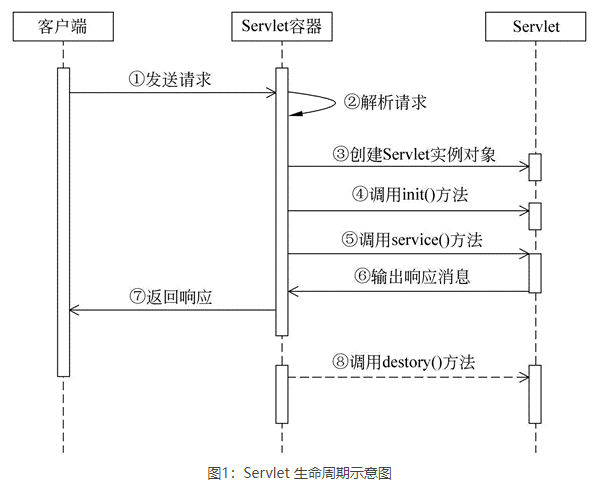 客户端
Servlet容器
Servlet
①发送请求
②解析请求
③创建Servlet实例对象
④调用init()方法
⑤调用service()方法
⑥输出响应消息
⑦返回响应
⑧调用destory()方法
图1：Servlet 生命周期示意图